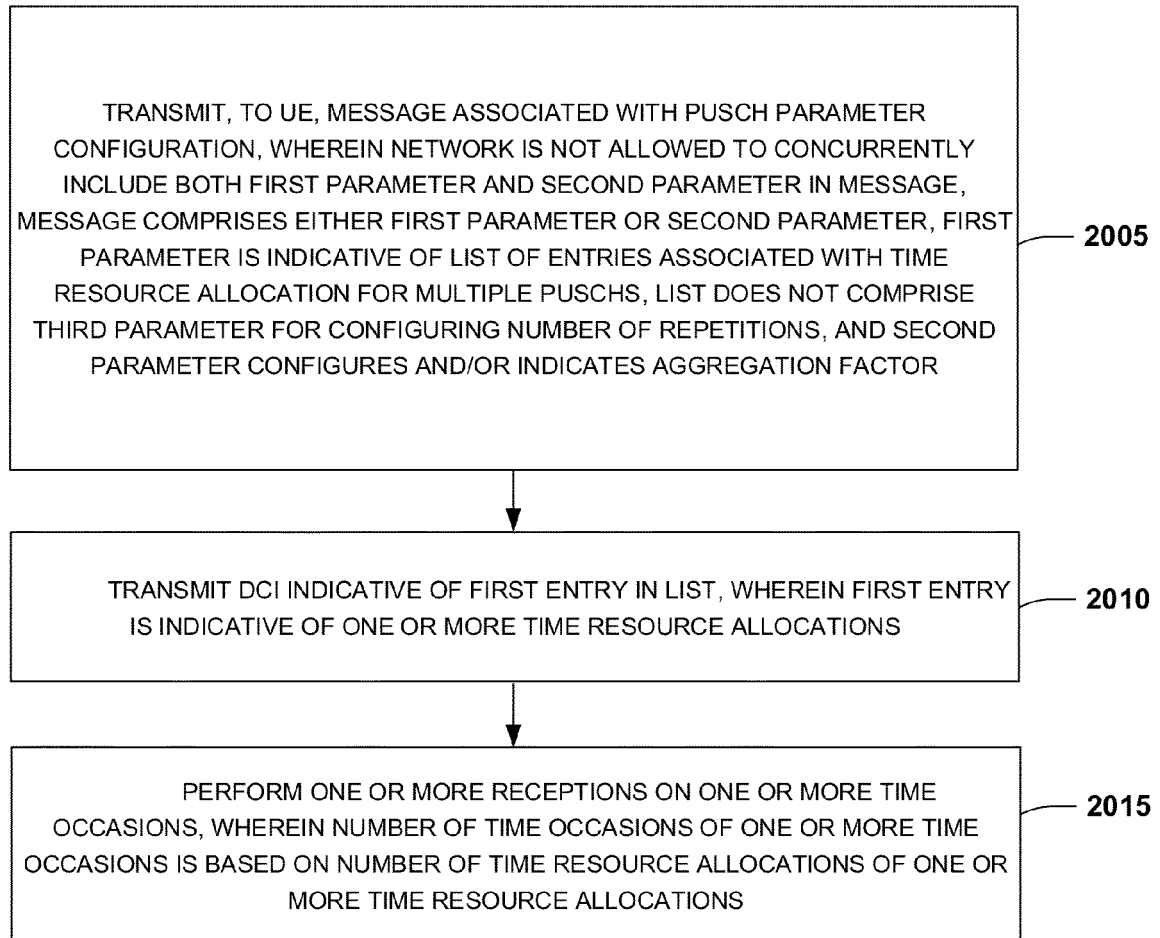 TRANSMIT, TO UE, MESSAGE ASSOCIATED WITH PUSCH PARAMETER
CONFIGURATION, WHEREIN NETWORK IS NOT ALLOWED TO CONCURRENTLY
INCLUDE BOTH FIRST PARAMETER AND SECOND PARAMETER IN MESSAGE,
MESSAGE COMPRISES EITHER FIRST PARAMETER OR SECOND PARAMETER, FIRST
PARAMETER IS INDICATIVE OF LIST OF ENTRIES ASSOCIATED WITH TIME
RESOURCE ALLOCATION FOR MULTIPLE PUSCHS, LIST DOES NOT COMPRISE
THIRD PARAMETER FOR CONFIGURING NUMBER OF REPETITIONS, AND SECOND
PARAMETER CONFIGURES AND/OR INDICATES AGGREGATION FACTOR
2005
TRANSMIT DCI INDICATIVE OF FIRST ENTRY IN LIST, WHEREIN FIRST ENTRY
IS INDICATIVE OF ONE OR MORE TIME RESOURCE ALLOCATIONS
2010
PERFORM ONE OR MORE RECEPTIONS ON ONE OR MORE TIME
OCCASIONS, WHEREIN NUMBER OF TIME OCCASIONS OF ONE OR MORE TIME
OCCASIONS IS BASED ON NUMBER OF TIME RESOURCE ALLOCATIONS OF ONE OR
MORE TIME RESOURCE ALLOCATIONS
2015